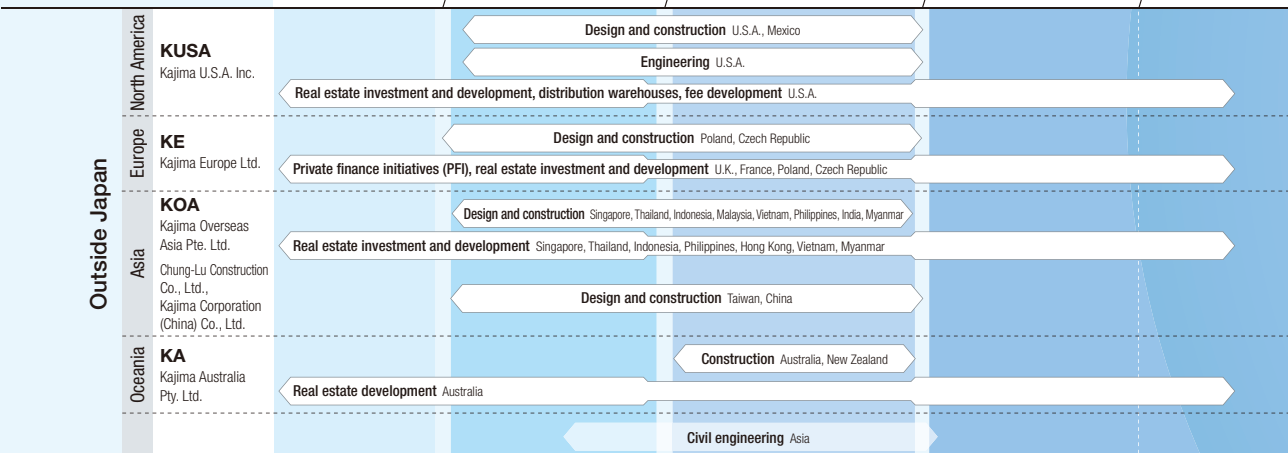 Outside Japan
North America
KUSA
Kajima U.S.A. Inc.
Design and construction U.S.A., Mexico
Engineering U.S.A.
Real estate investment and development, distribution warehouses, fee development U.S.A.
Europe
KE
Kajima Europe Ltd.
Design and construction Poland, Czech Republic
Private finance initiatives (PFI), real estate investment and development U.K., France, Poland, Czech Republic
Asia
KOA
Kajima Overseas
Asia Pte. Ltd.
Chung-Lu Construction
Co., Ltd.,
Kajima Corporation
(China) Co., Ltd.
Design and construction Singapore, Thailand, Indonesia, Malaysia, Vietnam, Philippines, India, Myanmar
Real estate investment and development Singapore, Thailand, Indonesia, Philippines, Hong Kong, Vietnam, Myanmar
Design and construction Taiwan, China
Oceania
KA
Kajima Australia
Pty. Ltd.
Construction Australia, New Zealand
Real estate development Australia
Civil engineering Asia